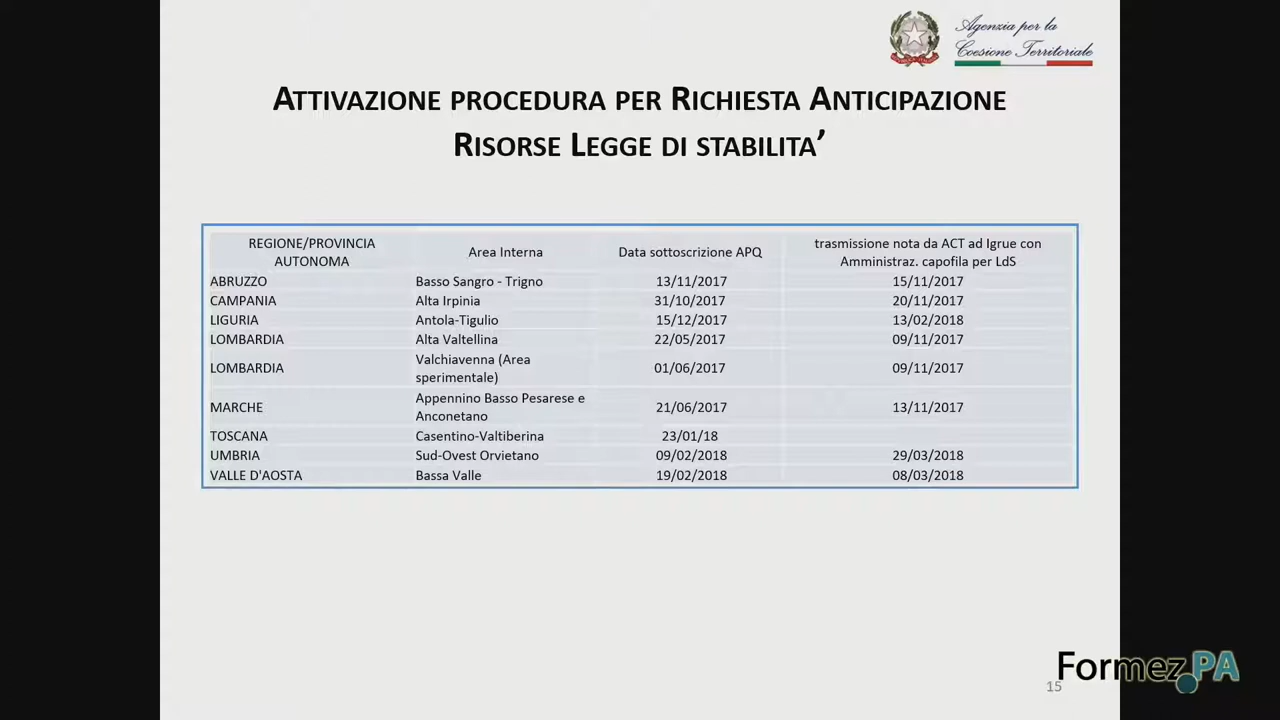 Agenzia per la
Coesione Territoriale
ATTIVAZIONE PROCEDURA PER RICHIESTA ANTICIPAZIONE
RISORSE LEGGE DI STABILITA'
REGIONE/PROVINCIA AUTONOMA Area Interna Data sottoscrizione APQ trasmissione nota da ACT ad Igrue con Amministraz. capofila per LdS
ABRUZZO Basso Sangro - Trigno 13/11/2017 15/11/2017
CAMPANIA Alta Irpinia 31/10/2017 20/11/2017
LIGURIA Antola-Tigulio 15/12/2017 13/02/2018
LOMBARDIA Alta Valtellina 22/05/2017 09/11/2017
LOMBARDIA Valchiavenna (Area sperimentale) 01/06/2017 09/11/2017
MARCHE Appennino Basso Pesarese e Anconetano 21/06/2017 13/11/2017
TOSCANA Casentino-Valtiberina 23/01/18
UMBRIA Sud-Ovest Orvietano 09/02/2018 29/03/2018
VALLE D'AOSTA Bassa Valle 19/02/2018 08/03/2018
Formez.PA
15